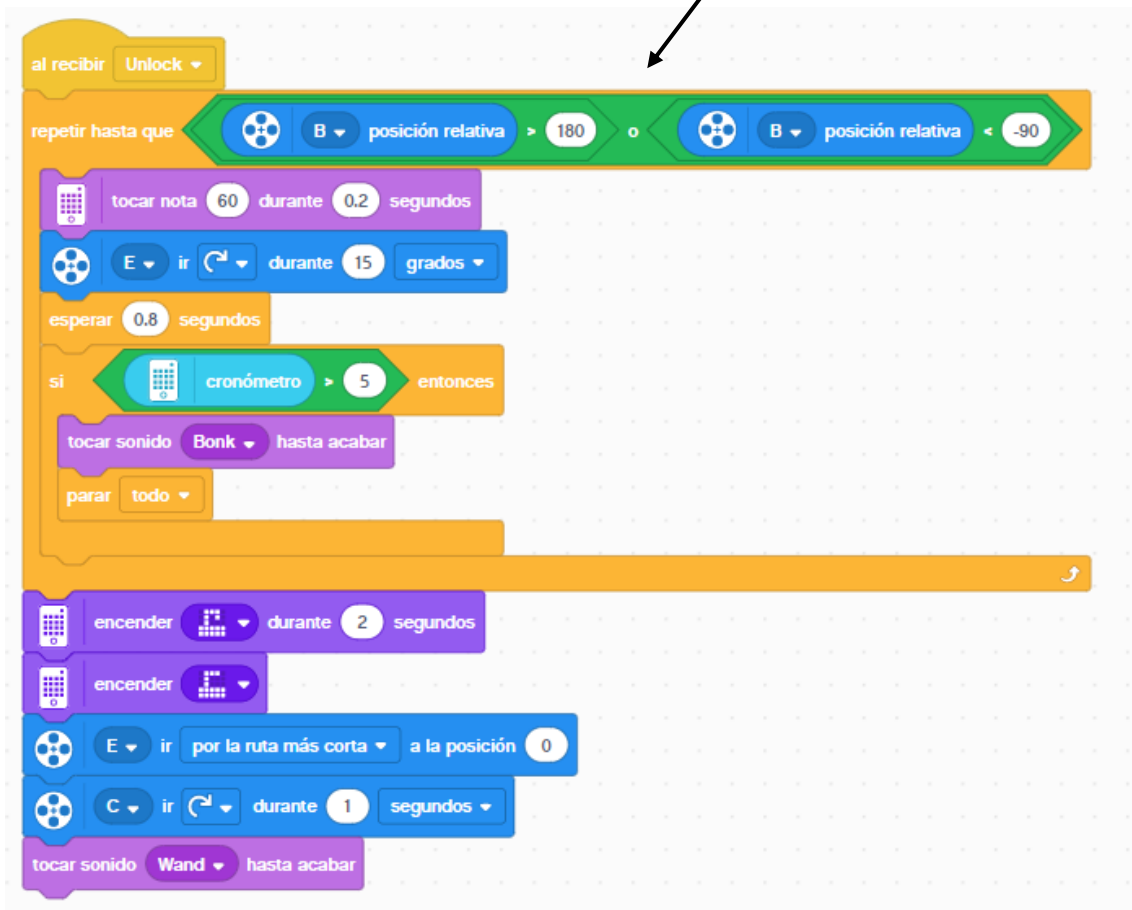 al recibir Unlock
repetir hasta que B posición relativa > 180 o B posición relativa < -90
tocar nota 60 durante 0.2 segundos
E ir durante 15 grados
esperar 0.8 segundos
si cronómetro > 5 entonces
tocar sonido Bonk hasta acabar
parar todo
encender durante 2 segundos
encender
E ir por la ruta más corta a la posición 0
C ir durante 1 segundos
tocar sonido Wand hasta acabar